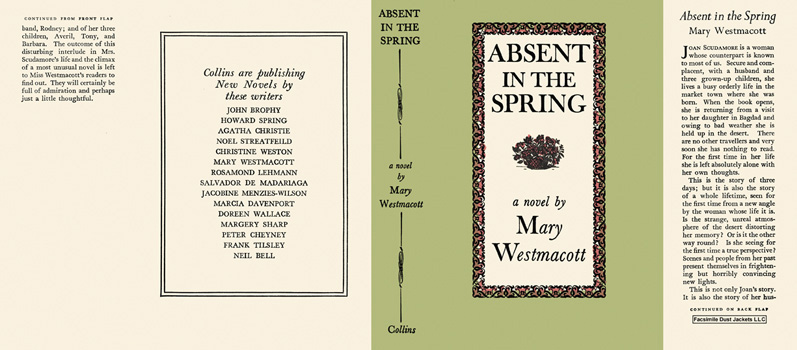 CONTINUED FROM FRONT FLAP
band, Rodney; and of her three
children, Averil, Tony, and
Barbara. The outcome of this
disturbing interlude in Mrs.
Scudamore's life and the climax
of a most unusual novel is left
to Miss Westmacott's readers to
find out. They will certainly be
full of admiration and perhaps
just a little thoughtful.
Collins are publishing
New Novels by
these writers
JOHN BROPHY
HOWARD SPRING
AGATHA CHRISTIE
NOEL STREATFEILD
CHRISTINE WESTON
MARY WESTMACOTT
ROSAMOND LEHMANN
SALVADOR DE MADARIAGA
JACOBINE MENZIES-WILSON
MARCIA DAVENPORT
DOREEN WALLACE
MARGERY SHARP
PETER CHEYNEY
FRANK TILSLEY
NEIL BELL
ABSENT
IN THE
SPRING
a novel
by
Mary
Westmacott
Collins
ABSENT
IN THE
SPRING
a novel by
Mary
Westmacott
Absent in the Spring
Mary Westmacott
JOAN SCUDAMORE is a woman
whose counterpart is known
to most of us. Secure and com-
placent, with a husband and
three grown-up children, she
lives a busy orderly life in the
market town where she was
born. When the book opens,
she is returning from a visit
to her daughter in Bagdad and
owing to bad weather she is
held up in the desert. There
are no other travellers and very
soon she has nothing to read.
For the first time in her life
she is left absolutely alone with
her own thoughts.
This is the story of three
days; but it is also the story
of a whole lifetime, seen for
the first time from a new angle
by the woman whose life it is.
Is the strange, unreal atmos-
phere of the desert distorting
her memory? Or is it the other
way round? Is she seeing for
the first time a true perspective?
Scenes and people from her past
present themselves in frighten-
ing but horribly convincing
new lights.
This is not only Joan's story.
It is also the story of her hus-
CONTINUED ON BACK FLAP
Facsimile Dust Jackets LLC